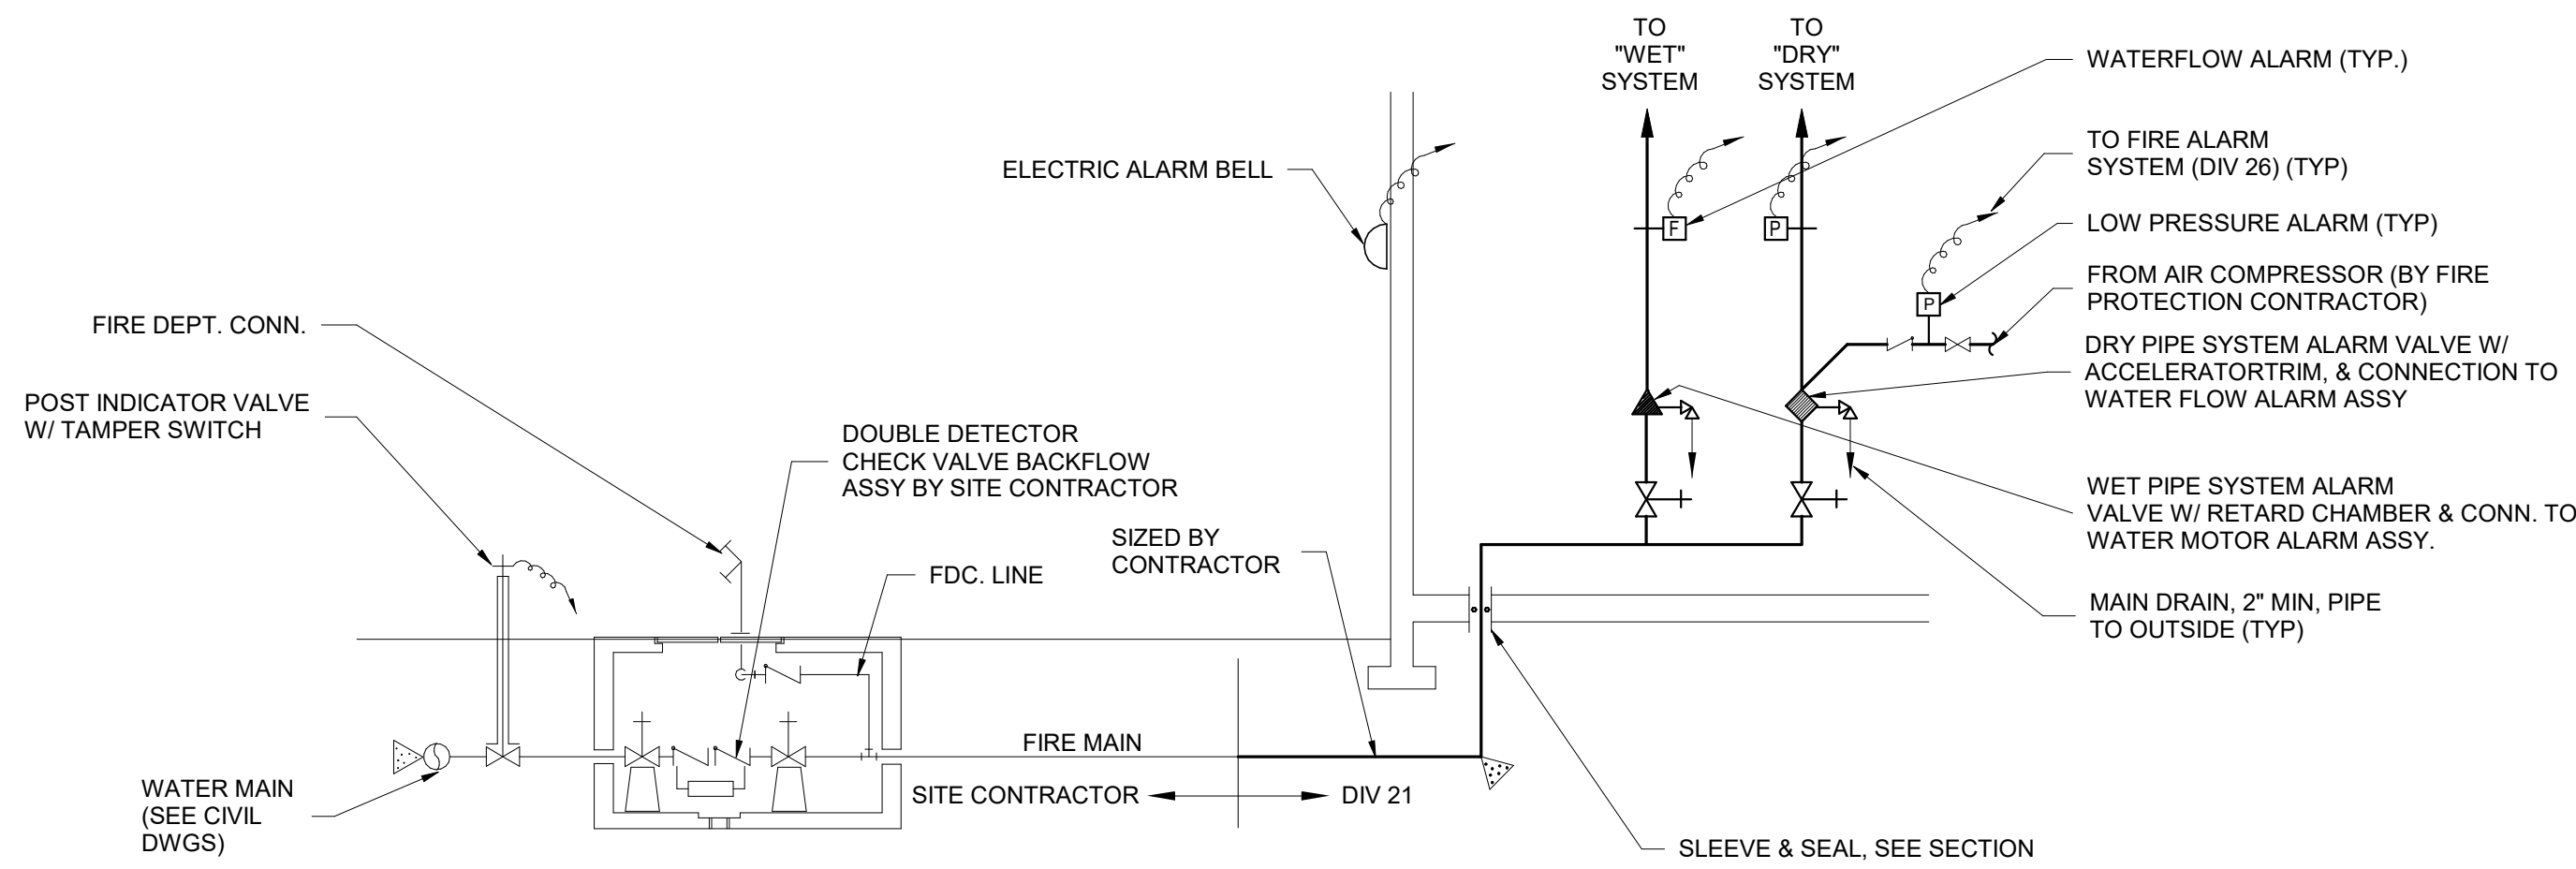 TO
"WET"
SYSTEM
TO
"DRY"
SYSTEM
WATERFLOW ALARM (TYP.)
TO FIRE ALARM
SYSTEM (DIV 26) (TYP)
ELECTRIC ALARM BELL
F
P
LOW PRESSURE ALARM (TYP)
P
FROM AIR COMPRESSOR (BY FIRE
PROTECTION CONTRACTOR)
FIRE DEPT. CONN.
DRY PIPE SYSTEM ALARM VALVE W/
ACCELERATORTRIM, & CONNECTION TO
WATER FLOW ALARM ASSY
POST INDICATOR VALVE
W/ TAMPER SWITCH
DOUBLE DETECTOR
CHECK VALVE BACKFLOW
ASSY BY SITE CONTRACTOR
WET PIPE SYSTEM ALARM
VALVE W/ RETARD CHAMBER & CONN. TO
WATER MOTOR ALARM ASSY.
SIZED BY
CONTRACTOR
FDC. LINE
MAIN DRAIN, 2" MIN, PIPE
TO OUTSIDE (TYP)
FIRE MAIN
WATER MAIN
(SEE CIVIL
DWGS)
SITE CONTRACTOR
DIV 21
SLEEVE & SEAL, SEE SECTION